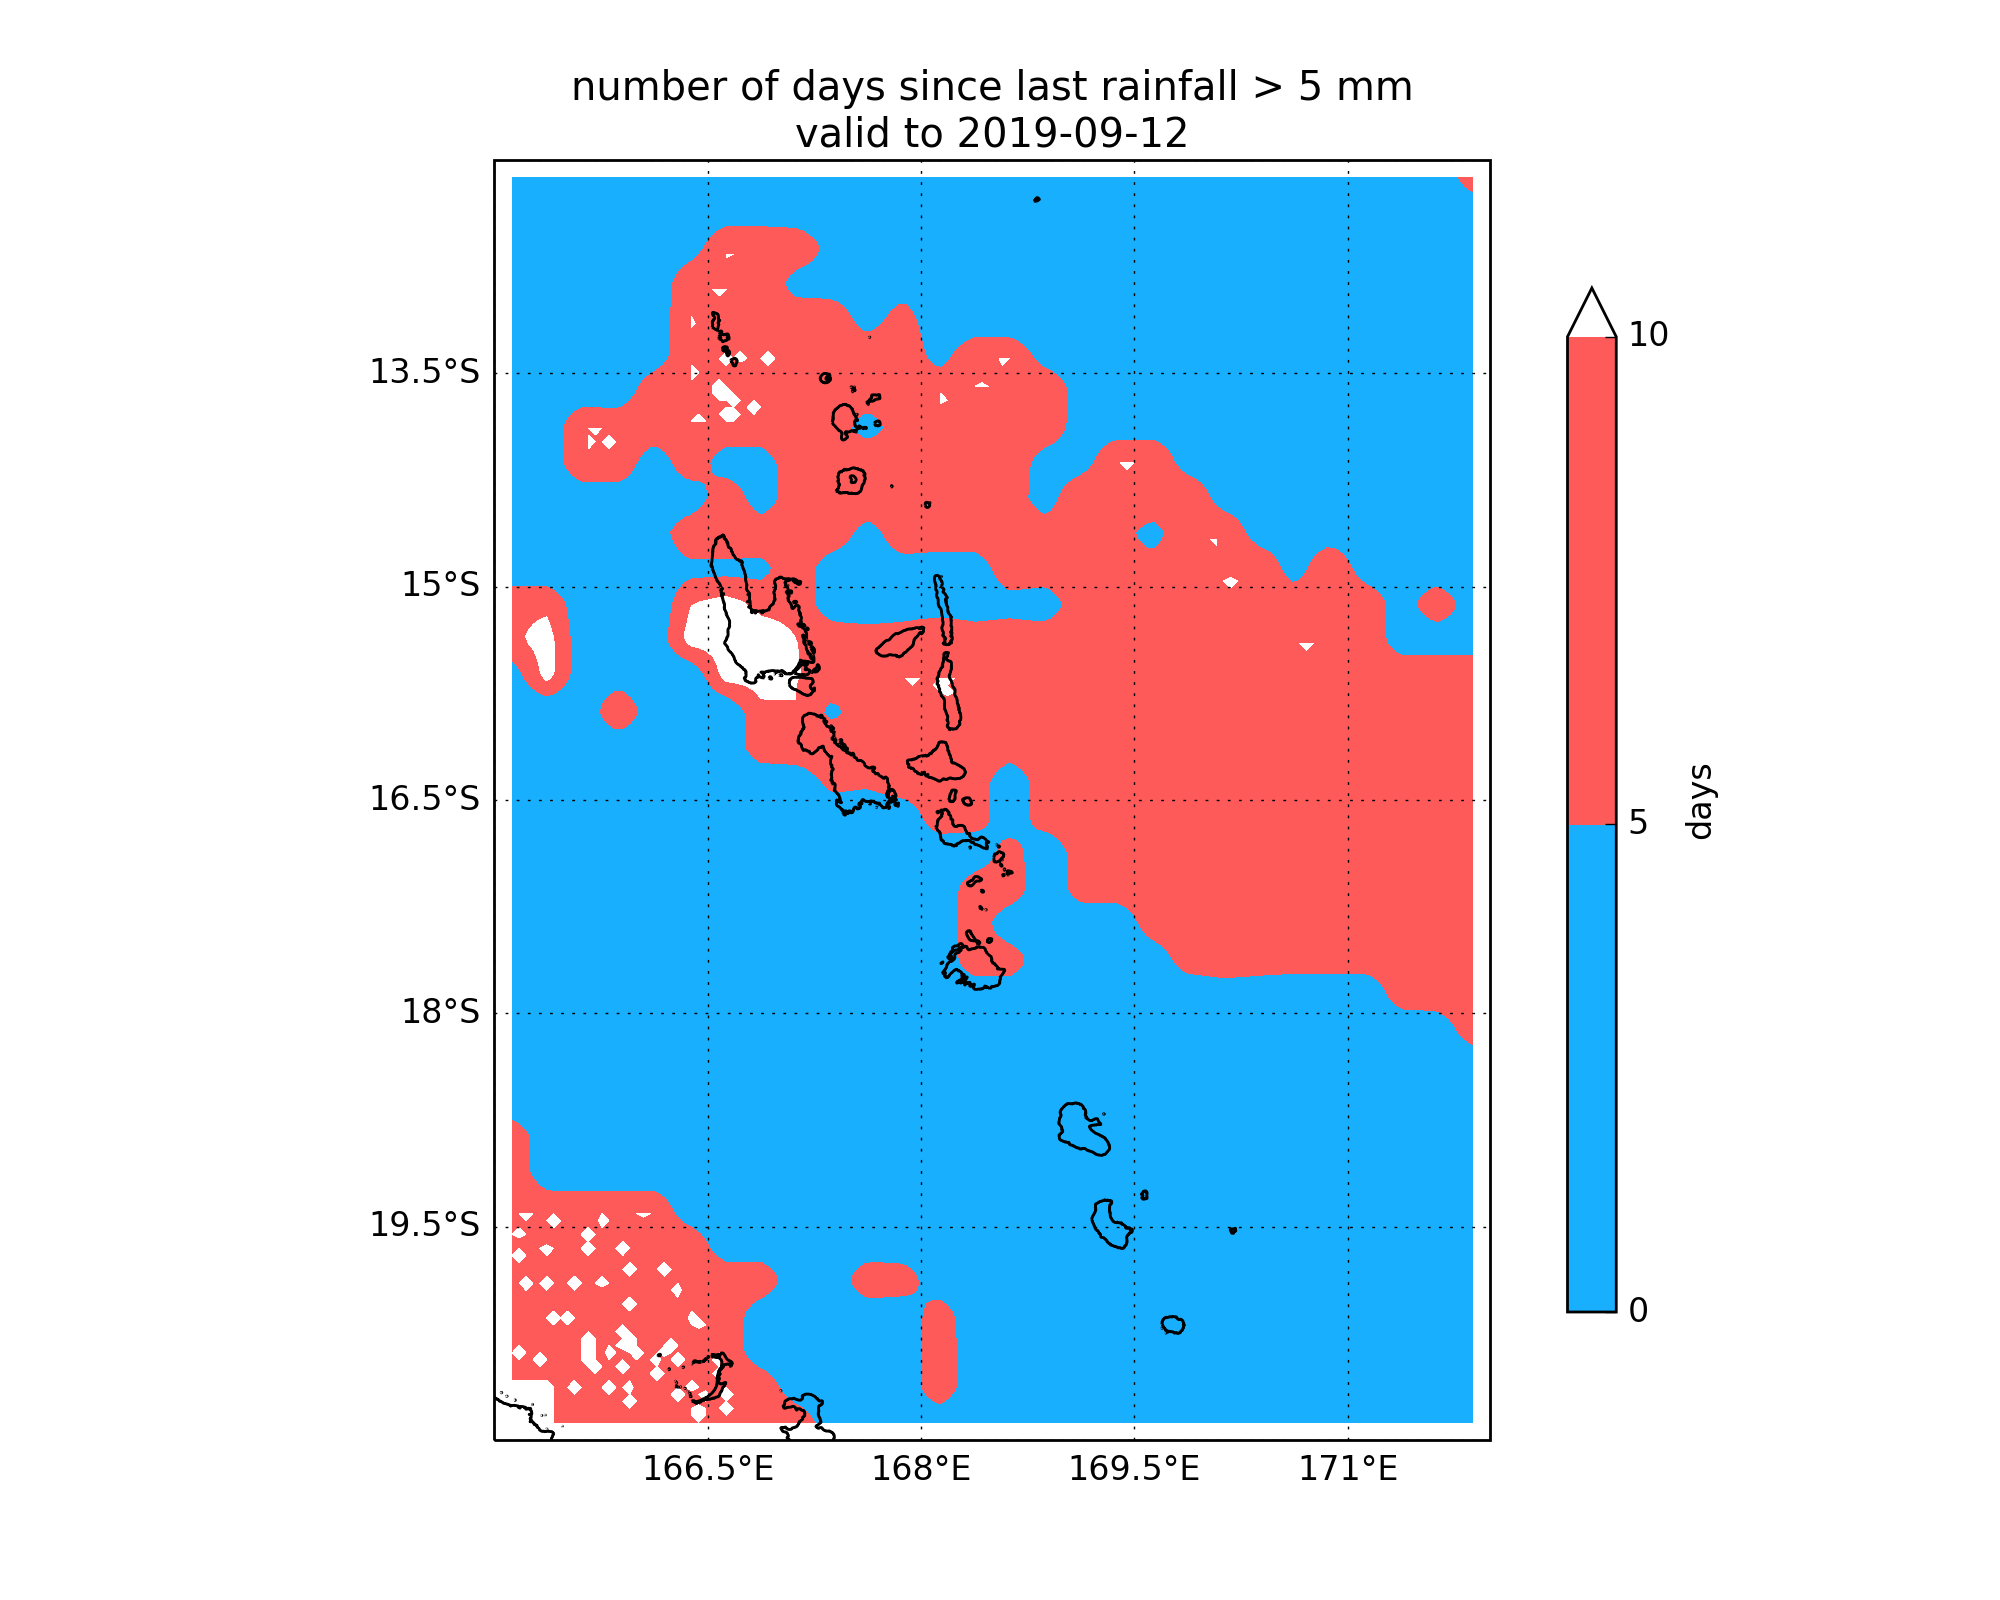 number of days since last rainfall > 5 mm
valid to 2019-09-12
13.5°S
15°S
16.5°S
18°S
19.5°S
166.5°E
168°E
169.5°E
171°E
10
5
0
days